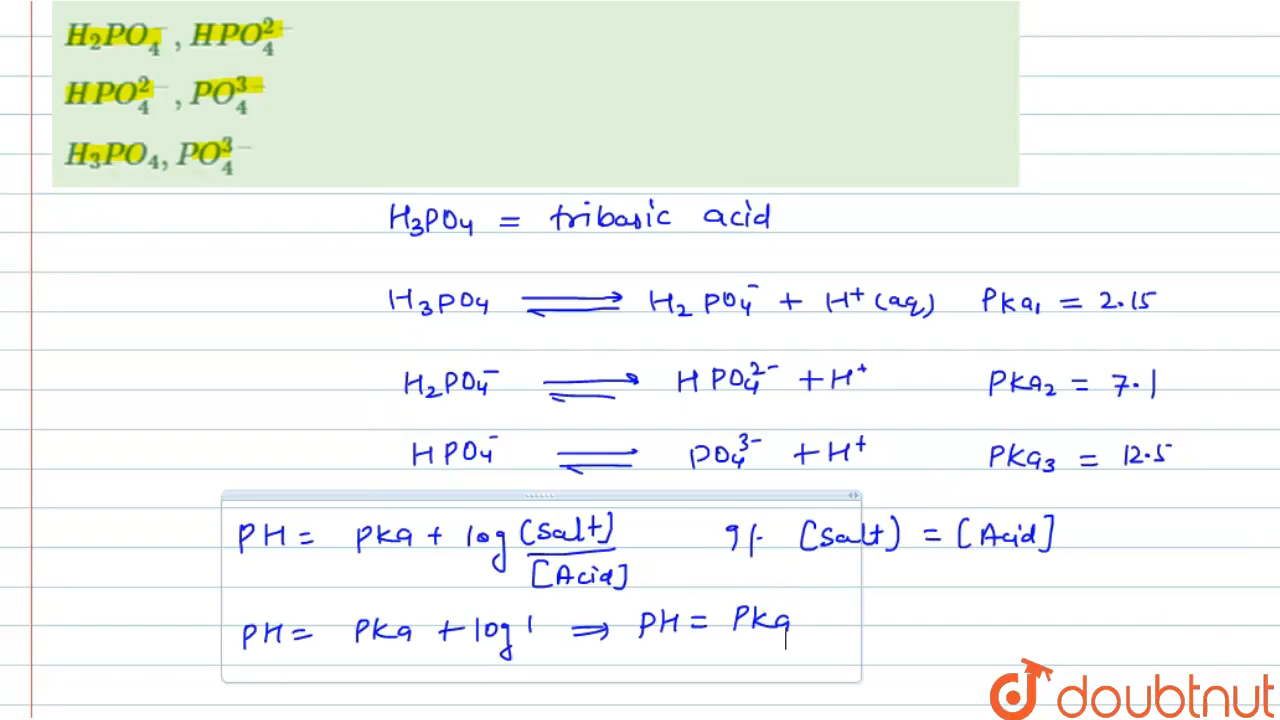 H₂PO₄⁻ , HPO₄²⁻
HPO₄²⁻ , PO₄³⁻
H₃PO₄, PO₄³⁻
H₃PO₄ = tribasic acid
H₃PO₄ ⇌ H₂PO₄⁻ + H⁺(aq) Pka₁ = 2.15
H₂PO₄⁻ ⇌ HPO₄²⁻ + H⁺ PKa₂ = 7.1
HPO₄⁻ ⇌ PO₄³⁻ + H⁺ PKa₃ = 12.5
PH = PKa + log [Salt]/[Acid] If [Salt] = [Acid]
PH = PKa + log 1 ⇒ PH = PKa
doubtnut